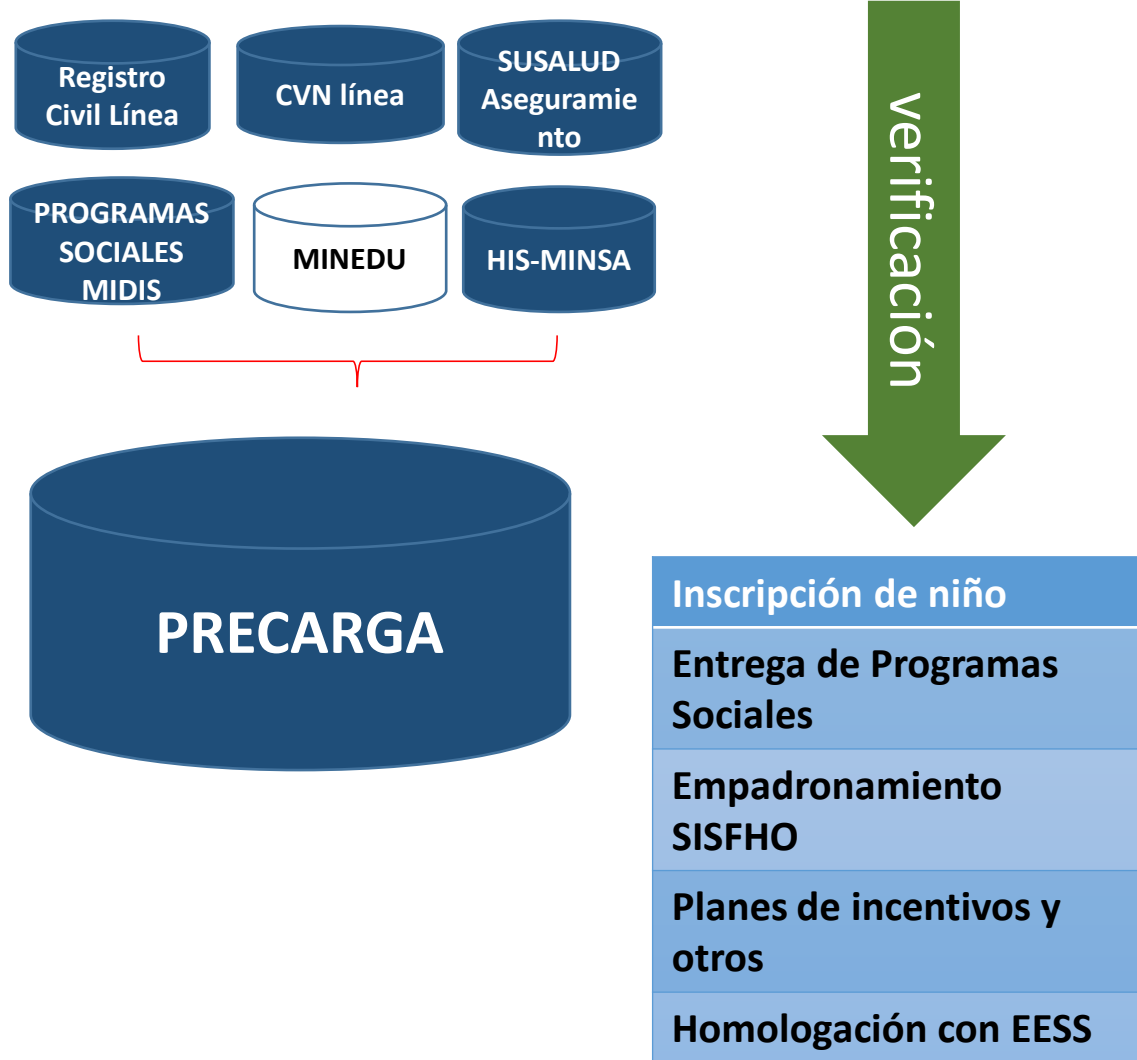 Registro
Civil Línea
CVN línea
SUSALUD
Aseguramie
nto
PROGRAMAS
SOCIALES
MIDIS
MINEDU
HIS-MINSA
PRECARGA
verificación
Inscripción de niño
Entrega de Programas
Sociales
Empadronamiento
SISFHO
Planes de incentivos y
otros
Homologación con EESS